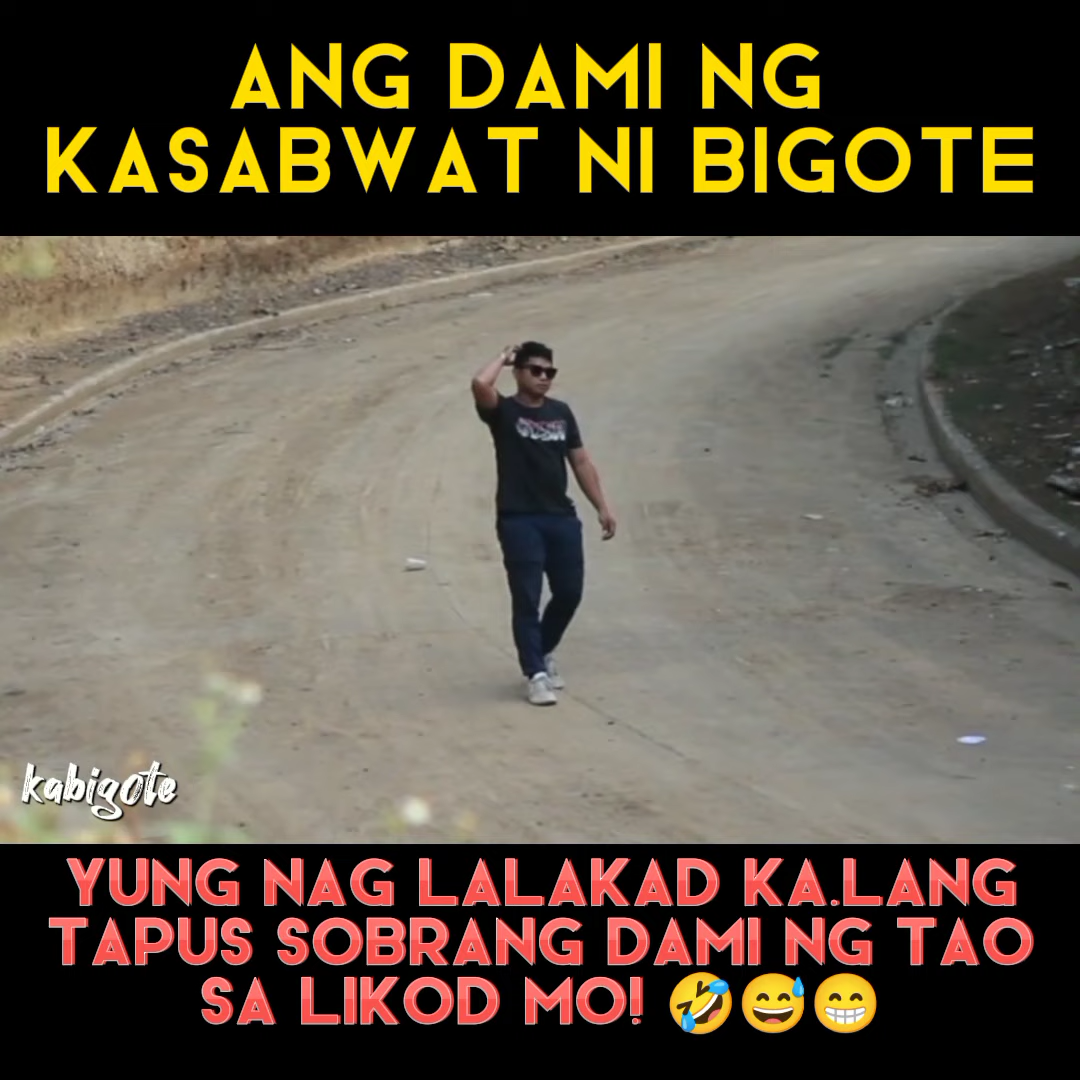 ANG DAMI NG
KASABWAT NI BIGOTE
kabigote
YUNG NAG LALAKAD KA.LANG
TAPUS SOBRANG DAMI NG TAO
SA LIKOD MO! 🤣😅😁